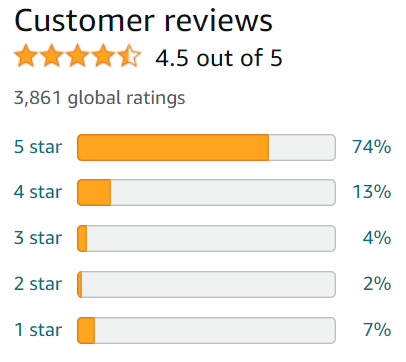 Customer reviews
4.5 out of 5
3,861 global ratings
5 star 74%
4 star 13%
3 star 4%
2 star 2%
1 star 7%